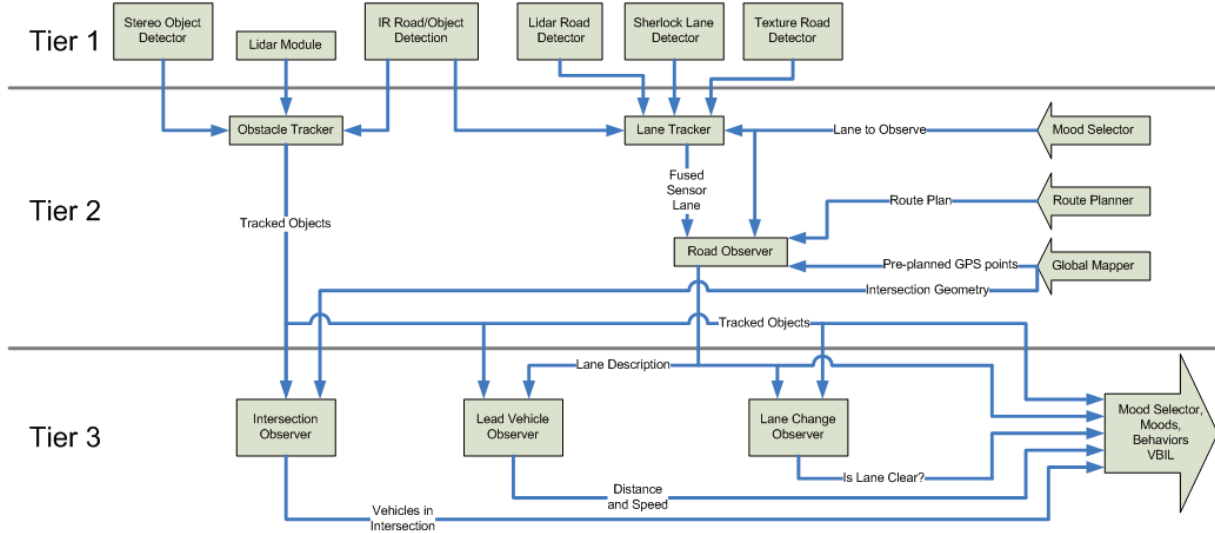 Tier 1
Stereo Object
Detector
Lidar Module
IR Road/Object
Detection
Lidar Road
Detector
Sherlock Lane
Detector
Texture Road
Detector
Tier 2
Obstacle Tracker
Lane Tracker
Lane to Observe
Mood Selector
Fused
Sensor
Lane
Route Plan
Route Planner
Tracked Objects
Road Observer
Pre-planned GPS points
Global Mapper
Intersection Geometry
Tracked Objects
Tier 3
Lane Description
Intersection
Observer
Lead Vehicle
Observer
Lane Change
Observer
Mood Selector,
Moods,
Behaviors
VBIL
Is Lane Clear?
Distance
and Speed
Vehicles in
Intersection